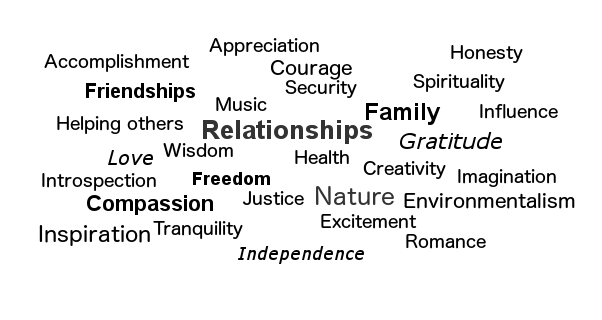 Appreciation
Accomplishment
Honesty
Courage
Spirituality
Friendships
Security
Music
Family
Influence
Helping others
Relationships
Gratitude
Love
Wisdom
Health
Creativity
Imagination
Introspection
Freedom
Compassion
Justice
Nature
Environmentalism
Excitement
Inspiration
Tranquility
Romance
Independence